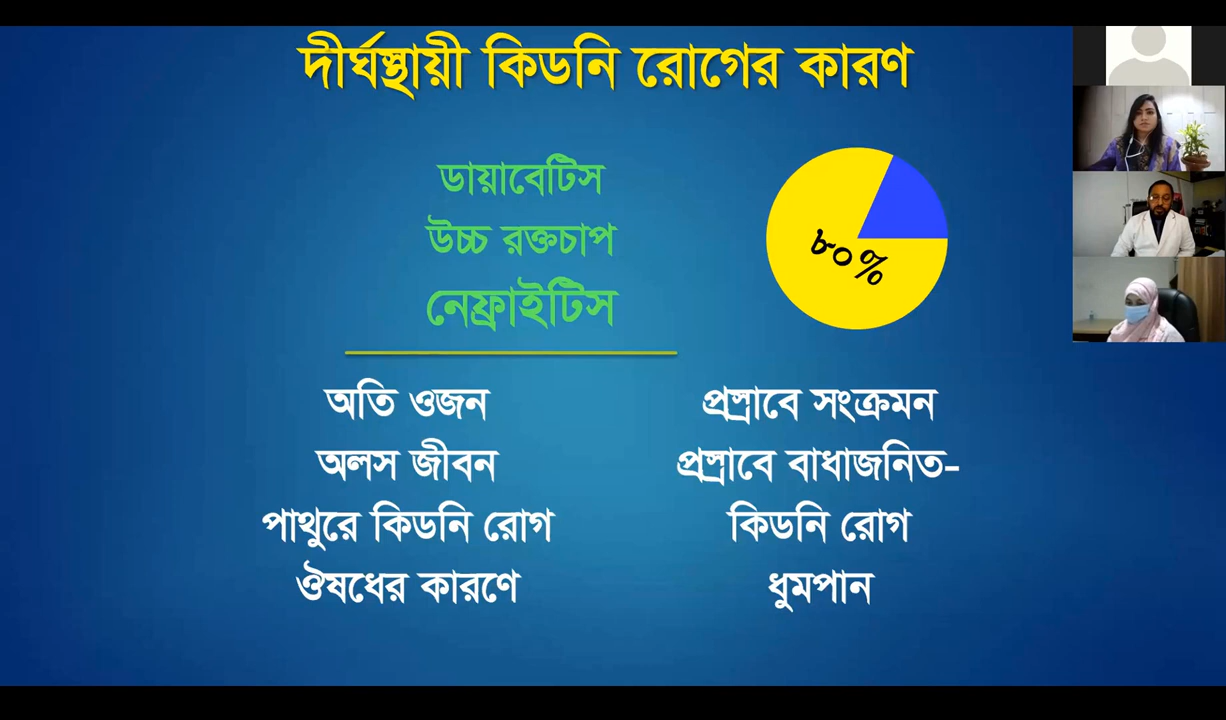 দীর্ঘস্থায়ী কিডনি রোগের কারণ
ডায়াবেটিস
উচ্চ রক্তচাপ
নেফ্রাইটিস
৮০%
অতি ওজন
অলস জীবন
পাথুরে কিডনি রোগ
ঔষধের কারণে
প্রস্রাবে সংক্রমন
প্রস্রাবে বাধাজনিত-
কিডনি রোগ
ধুমপান